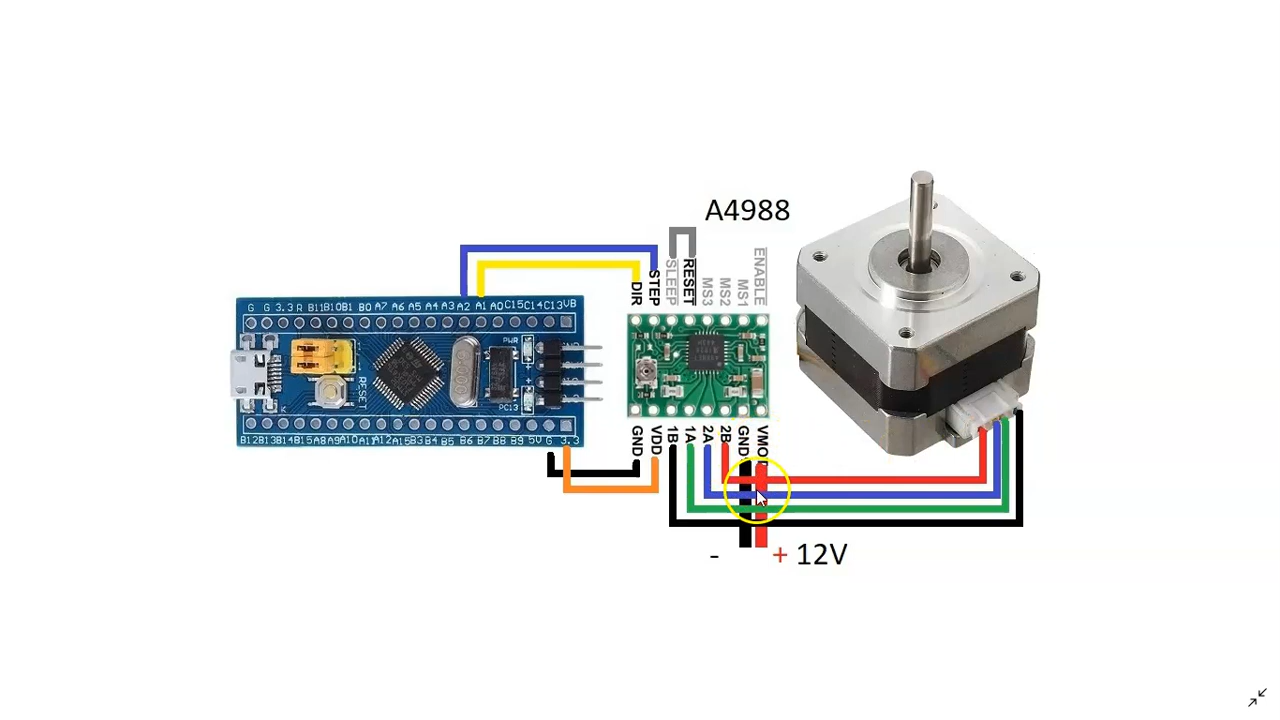 A4988
DIR
STEP
SLEEP
RESET
MS3
MS2
MS1
ENABLE
G G 3.3 R B11 B10 B1 B0 A7 A6 A5 A4 A3 A2 A1 A0 C15 C14 C13 VB
PWR
RESET
PC13
B12 B13 B14 B15 A8 A9 A10 A11 A12 A15 B3 B4 B5 B6 B7 B8 B9 5V G 3.3
GND
VDD
1B
1A
2A
2B
GND
- + 12V